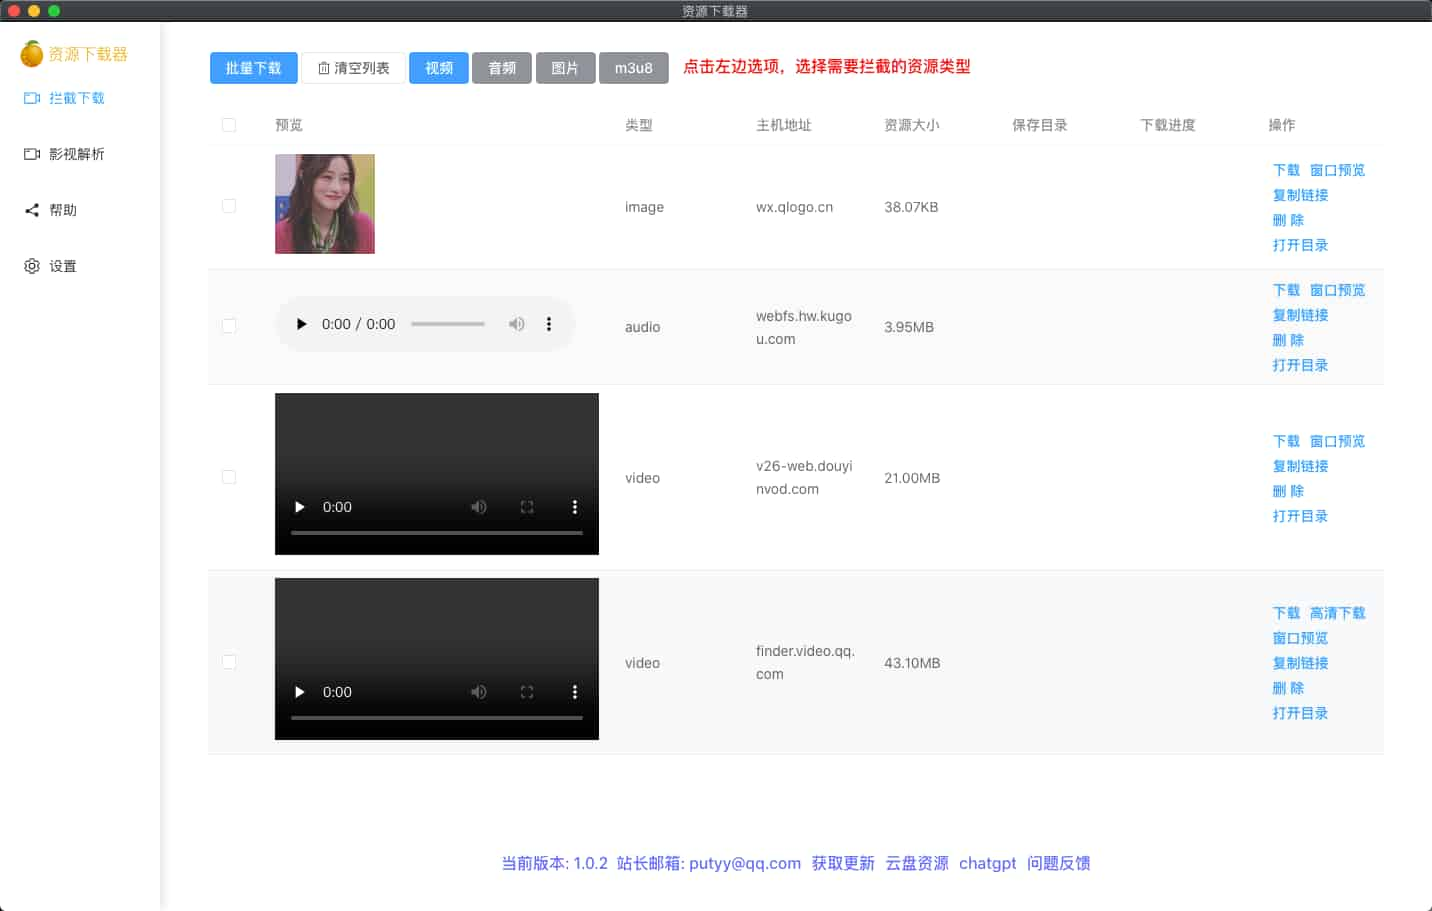 资源下载器
资源下载器
拦截下载
影视解析
帮助
设置
批量下载 清空列表 视频 音频 图片 m3u8 点击左边选项，选择需要拦截的资源类型
预览 类型 主机地址 资源大小 保存目录 下载进度 操作
image wx.qlogo.cn 38.07KB
下载 窗口预览
复制链接
删 除
打开目录
0:00 / 0:00
audio
webfs.hw.kugo
u.com
3.95MB
下载 窗口预览
复制链接
删 除
打开目录
0:00
video
v26-web.douyi
nvod.com
21.00MB
下载 窗口预览
复制链接
删 除
打开目录
0:00
video
finder.video.qq.
com
43.10MB
下载 高清下载
窗口预览
复制链接
删 除
打开目录
当前版本: 1.0.2 站长邮箱: putyy@qq.com 获取更新 云盘资源 chatgpt 问题反馈